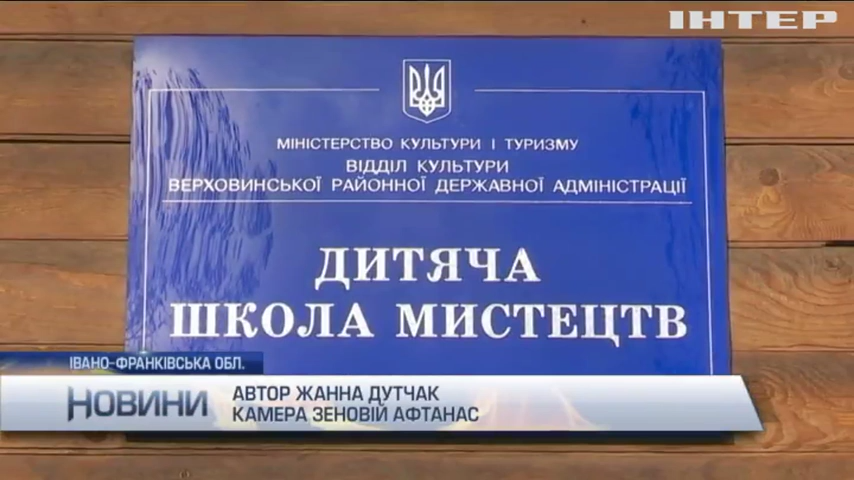 ІНТЕР
МІНІСТЕРСТВО КУЛЬТУРИ І ТУРИЗМУ
ВІДДІЛ КУЛЬТУРИ
ВЕРХОВИНСЬКОЇ РАЙОННОЇ ДЕРЖАВНОЇ АДМІНІСТРАЦІЇ
ДИТЯЧА
ШКОЛА МИСТЕЦТВ
ІВАНО-ФРАНКІВСЬКА ОБЛ.
НОВИНИ
АВТОР ЖАННА ДУТЧАК
КАМЕРА ЗЕНОВІЙ АФТАНАС